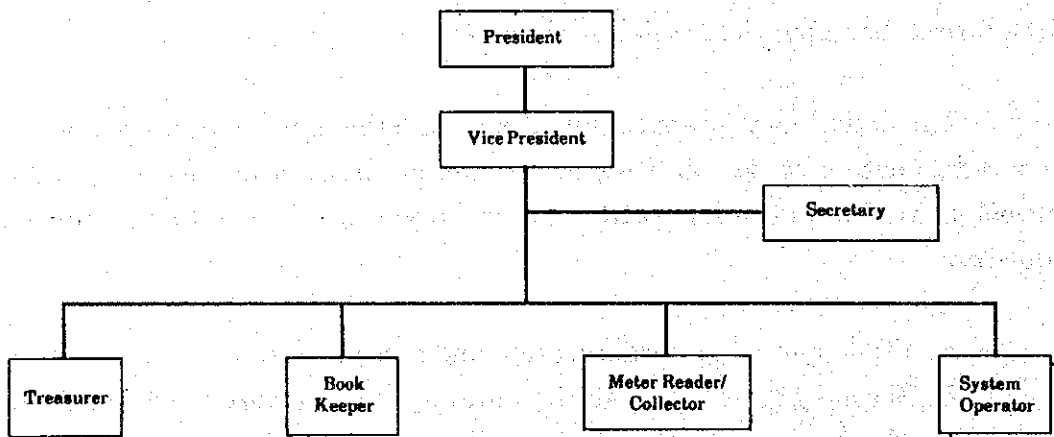 President
Vice President
Secretary
Treasurer
Book
Keeper
Meter Reader/
Collector
System
Operator